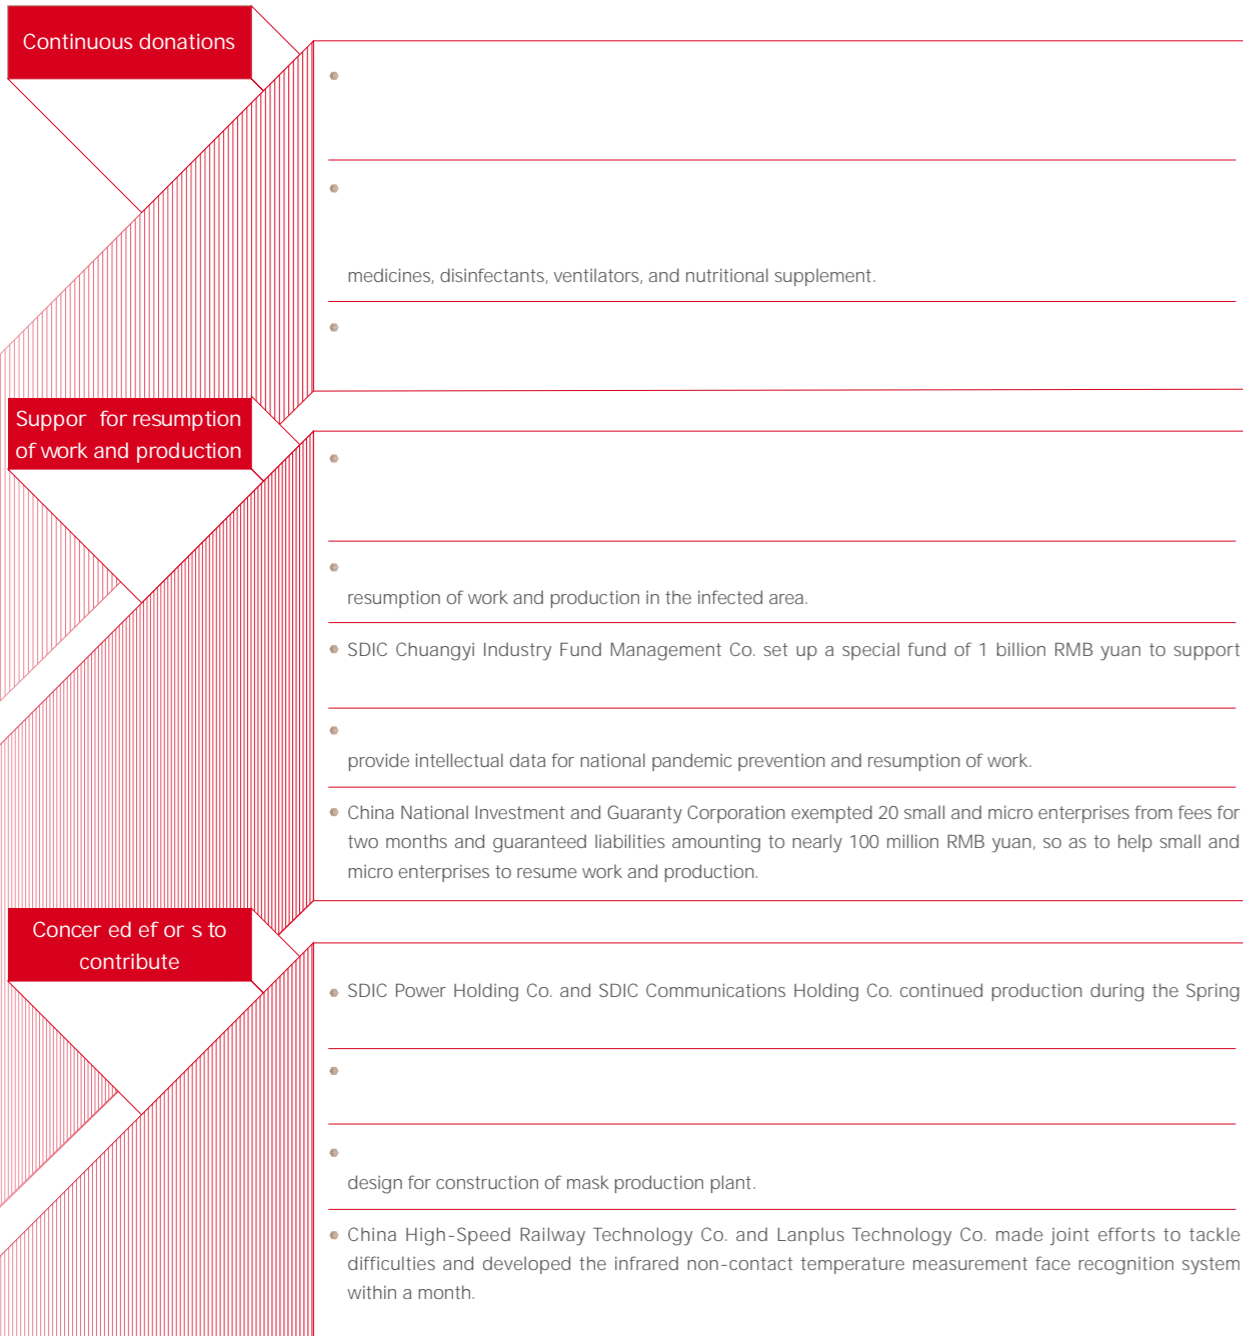 Continuous donations
medicines, disinfectants, ventilators, and nutritional supplement.
Suppor for resumption
of work and production
resumption of work and production in the infected area.
SDIC Chuangyi Industry Fund Management Co. set up a special fund of 1 billion RMB yuan to support
provide intellectual data for national pandemic prevention and resumption of work.
China National Investment and Guaranty Corporation exempted 20 small and micro enterprises from fees for
two months and guaranteed liabilities amounting to nearly 100 million RMB yuan, so as to help small and
micro enterprises to resume work and production.
Concer ed ef or s to
contribute
SDIC Power Holding Co. and SDIC Communications Holding Co. continued production during the Spring
design for construction of mask production plant.
China High-Speed Railway Technology Co. and Lanplus Technology Co. made joint efforts to tackle
difficulties and developed the infrared non-contact temperature measurement face recognition system
within a month.